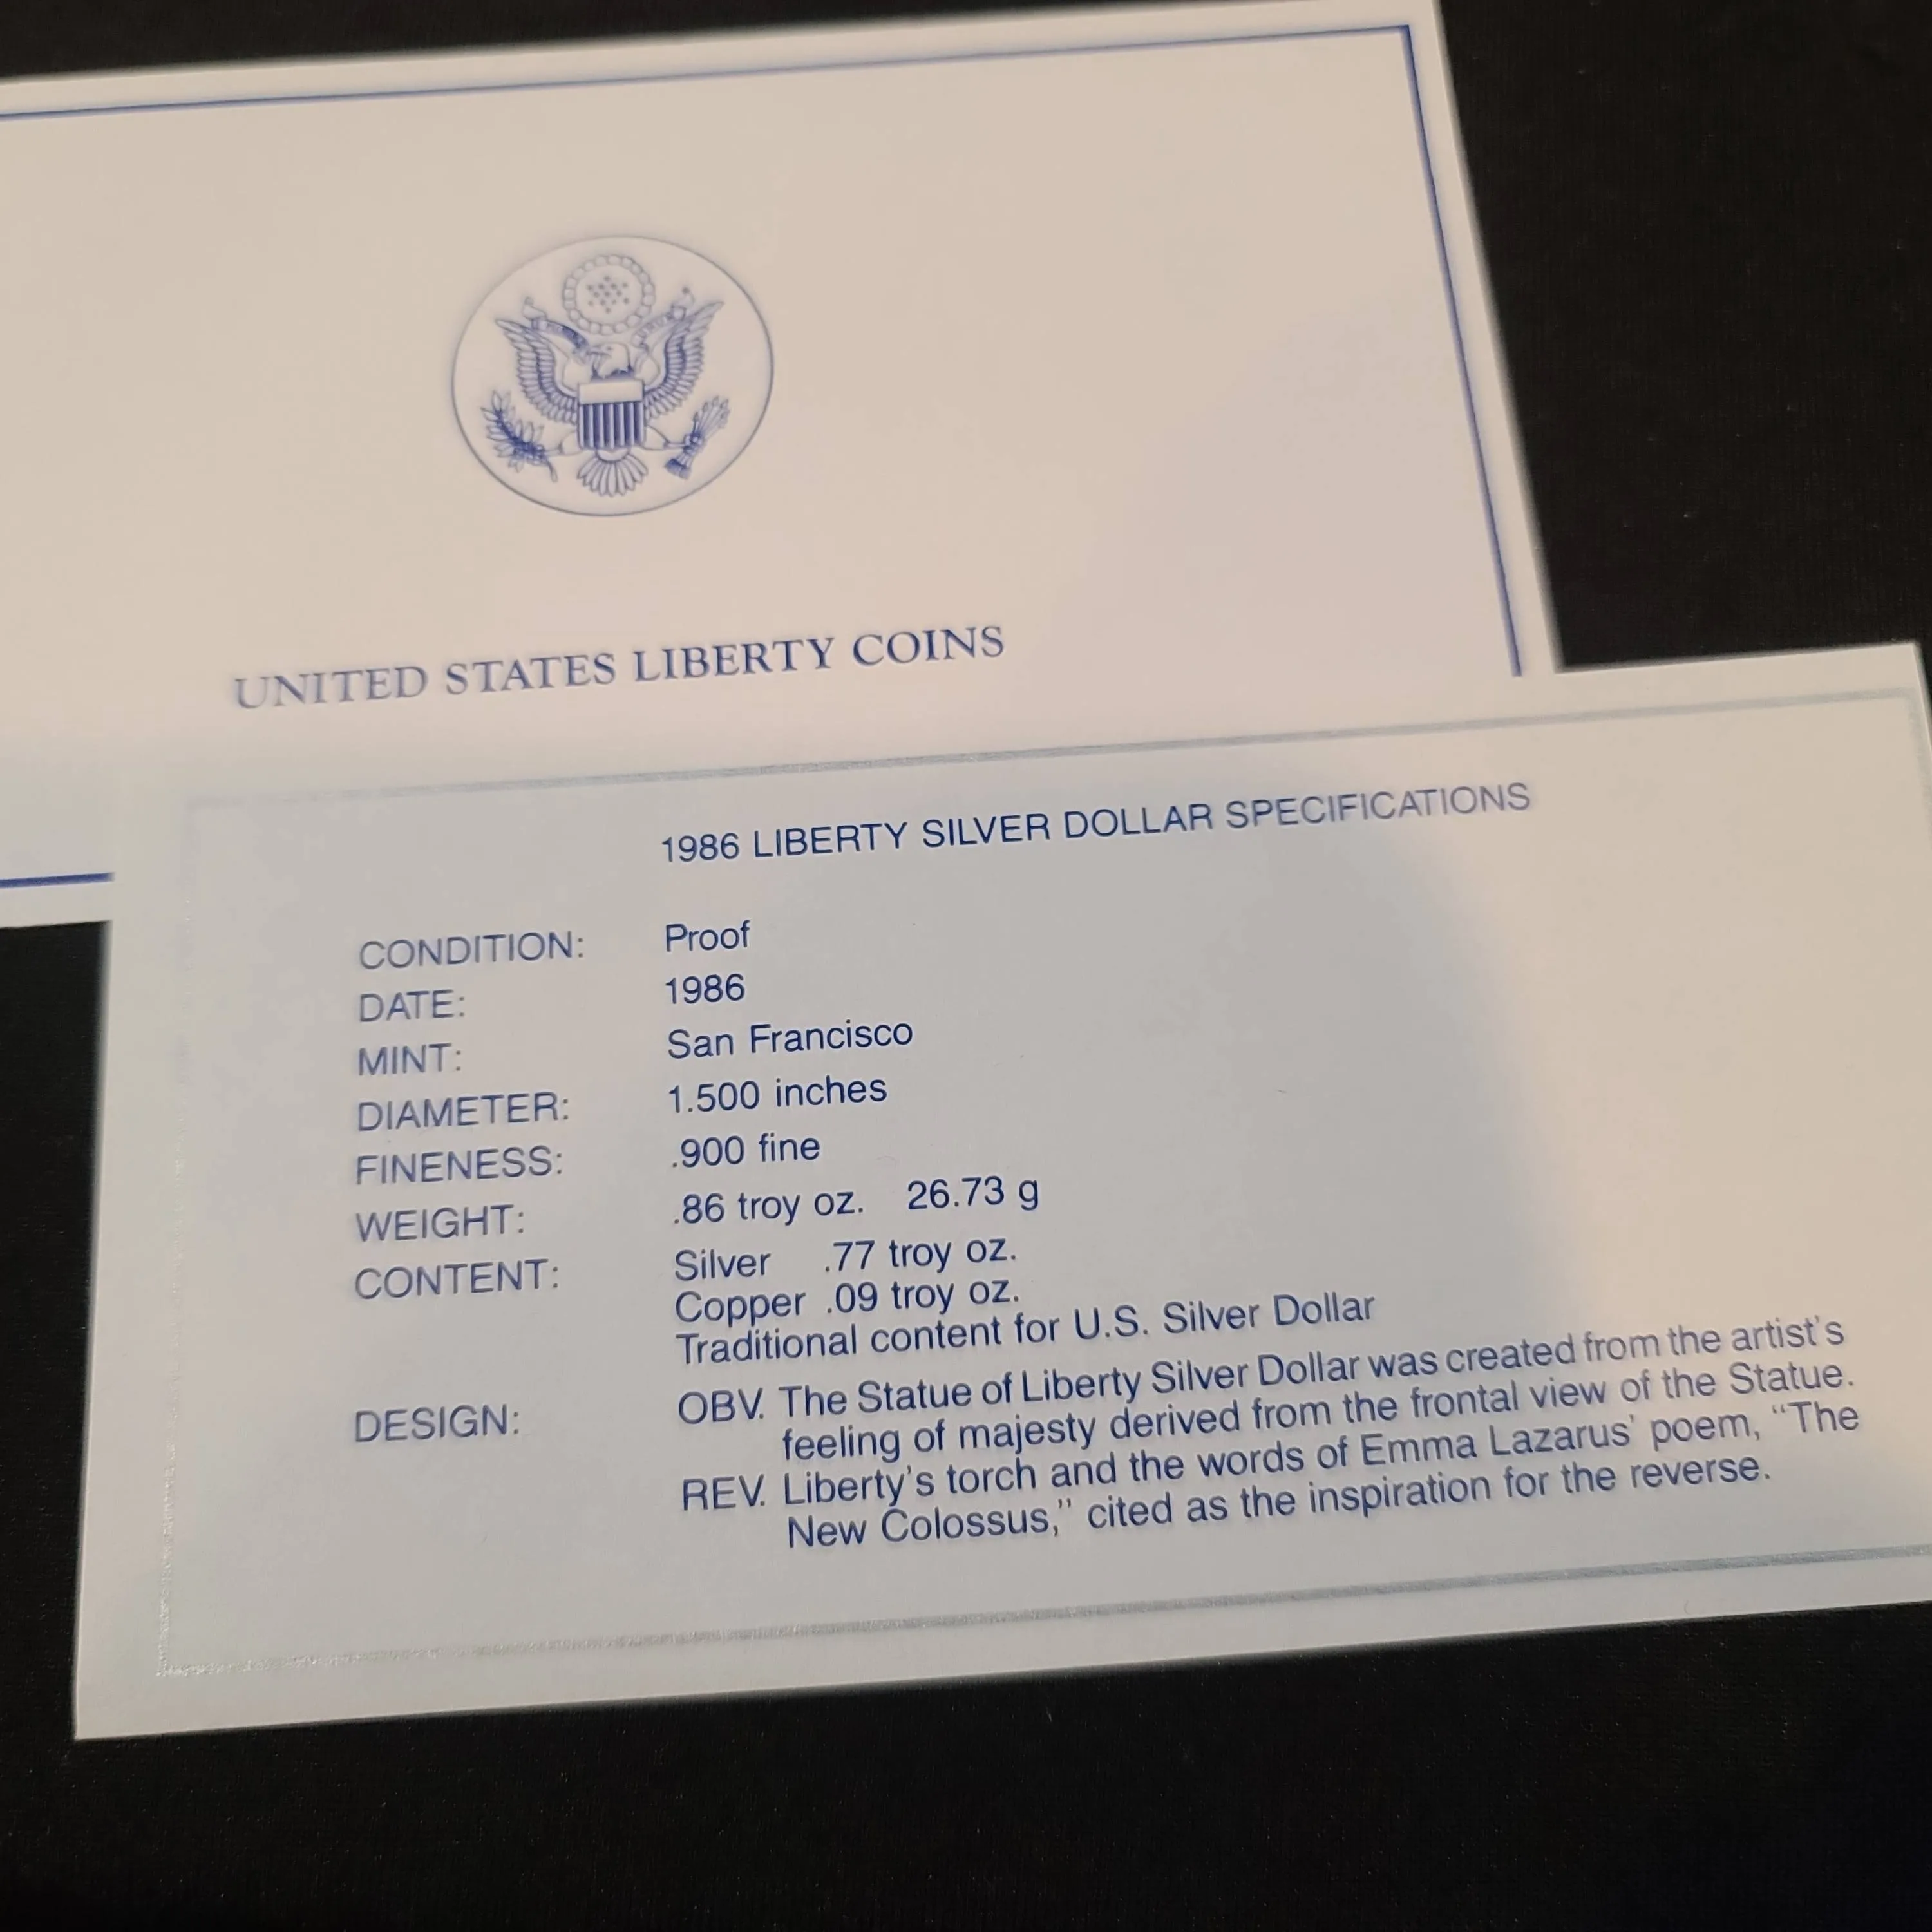 UNITED STATES LIBERTY COINS
1986 LIBERTY SILVER DOLLAR SPECIFICATIONS
CONDITION: Proof
DATE: 1986
MINT: San Francisco
DIAMETER: 1.500 inches
FINENESS: .900 fine
WEIGHT: .86 troy oz. 26.73 g
CONTENT: Silver .77 troy oz.
Copper .09 troy oz.
Traditional content for U.S. Silver Dollar
DESIGN: OBV. The Statue of Liberty Silver Dollar was created from the artist's
feeling of majesty derived from the frontal view of the Statue.
REV. Liberty's torch and the words of Emma Lazarus' poem, "The
New Colossus," cited as the inspiration for the reverse.